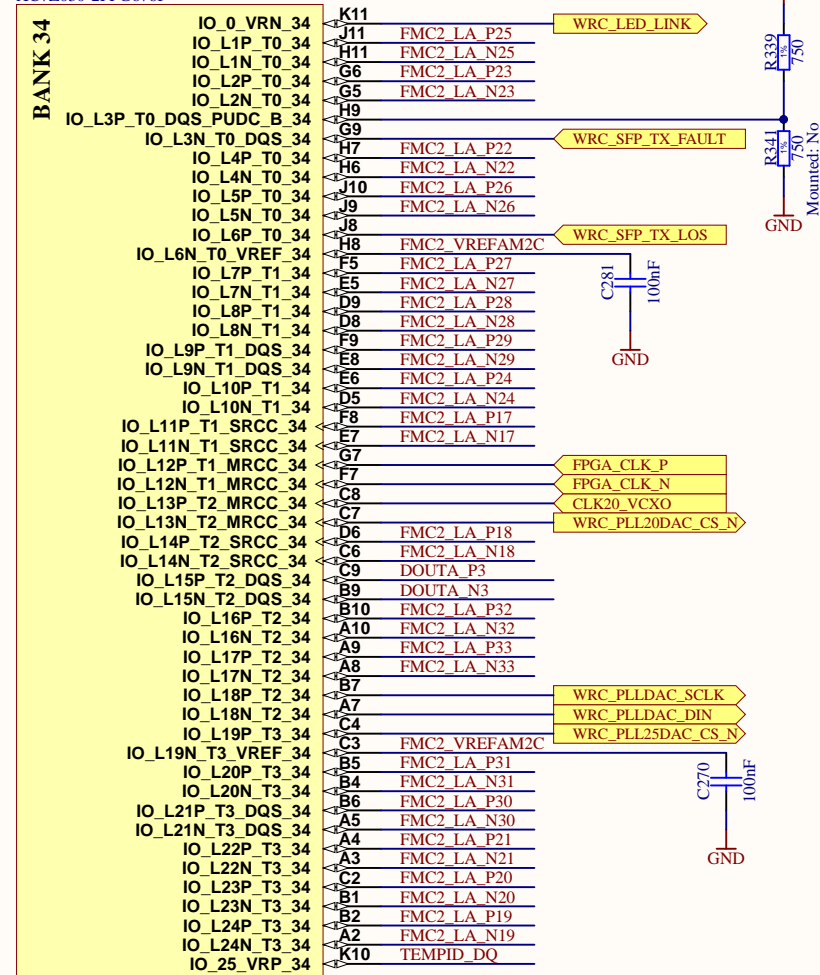 BANK 34
IO_0_VRN_34 K11 WRC_LED_LINK
IO_L1P_T0_34 J11 FMC2_LA_P25
IO_L1N_T0_34 H11 FMC2_LA_N25
IO_L2P_T0_34 G6 FMC2_LA_P23
IO_L2N_T0_34 G5 FMC2_LA_N23
IO_L3P_T0_DQS_PUDC_B_34 H9
IO_L3N_T0_DQS_34 G9 WRC_SFP_TX_FAULT
IO_L4P_T0_34 H7 FMC2_LA_P22
IO_L4N_T0_34 H6 FMC2_LA_N22
IO_L5P_T0_34 J10 FMC2_LA_P26
IO_L5N_T0_34 J9 FMC2_LA_N26
IO_L6P_T0_34 J8 WRC_SFP_TX_LOS
IO_L6N_T0_VREF_34 H8 FMC2_VREFAM2C
IO_L7P_T1_34 F5 FMC2_LA_P27
IO_L7N_T1_34 E5 FMC2_LA_N27
IO_L8P_T1_34 D9 FMC2_LA_P28
IO_L8N_T1_34 D8 FMC2_LA_N28
IO_L9P_T1_DQS_34 F9 FMC2_LA_P29
IO_L9N_T1_DQS_34 E8 FMC2_LA_N29
IO_L10P_T1_34 E6 FMC2_LA_P24
IO_L10N_T1_34 D5 FMC2_LA_N24
IO_L11P_T1_SRCC_34 F8 FMC2_LA_P17
IO_L11N_T1_SRCC_34 E7 FMC2_LA_N17
IO_L12P_T1_MRCC_34 G7 FPGA_CLK_P
IO_L12N_T1_MRCC_34 F7 FPGA_CLK_N
IO_L13P_T2_MRCC_34 C8 CLK20_VCXO
IO_L13N_T2_MRCC_34 C7 WRC_PLL20DAC_CS_N
IO_L14P_T2_SRCC_34 D6 FMC2_LA_P18
IO_L14N_T2_SRCC_34 C6 FMC2_LA_N18
IO_L15P_T2_DQS_34 C9 DOUTA_P3
IO_L15N_T2_DQS_34 B9 DOUTA_N3
IO_L16P_T2_34 B10 FMC2_LA_P32
IO_L16N_T2_34 A10 FMC2_LA_N32
IO_L17P_T2_34 A9 FMC2_LA_P33
IO_L17N_T2_34 A8 FMC2_LA_N33
IO_L18P_T2_34 B7 WRC_PLLDAC_SCLK
IO_L18N_T2_34 A7 WRC_PLLDAC_DIN
IO_L19P_T3_34 C4 WRC_PLL25DAC_CS_N
IO_L19N_T3_VREF_34 C3 FMC2_VREFAM2C
IO_L20P_T3_34 B5 FMC2_LA_P31
IO_L20N_T3_34 B4 FMC2_LA_N31
IO_L21P_T3_DQS_34 B6 FMC2_LA_P30
IO_L21N_T3_DQS_34 A5 FMC2_LA_N30
IO_L22P_T3_34 A4 FMC2_LA_P21
IO_L22N_T3_34 A3 FMC2_LA_N21
IO_L23P_T3_34 C2 FMC2_LA_P20
IO_L23N_T3_34 B1 FMC2_LA_N20
IO_L24P_T3_34 B2 FMC2_LA_P19
IO_L24N_T3_34 A2 FMC2_LA_N19
IO_25_VRP_34 K10 TEMPID_DQ
R339
1%
750
R341
1%
750
Mounted: No
GND
C281
100nF
GND
C270
100nF
GND